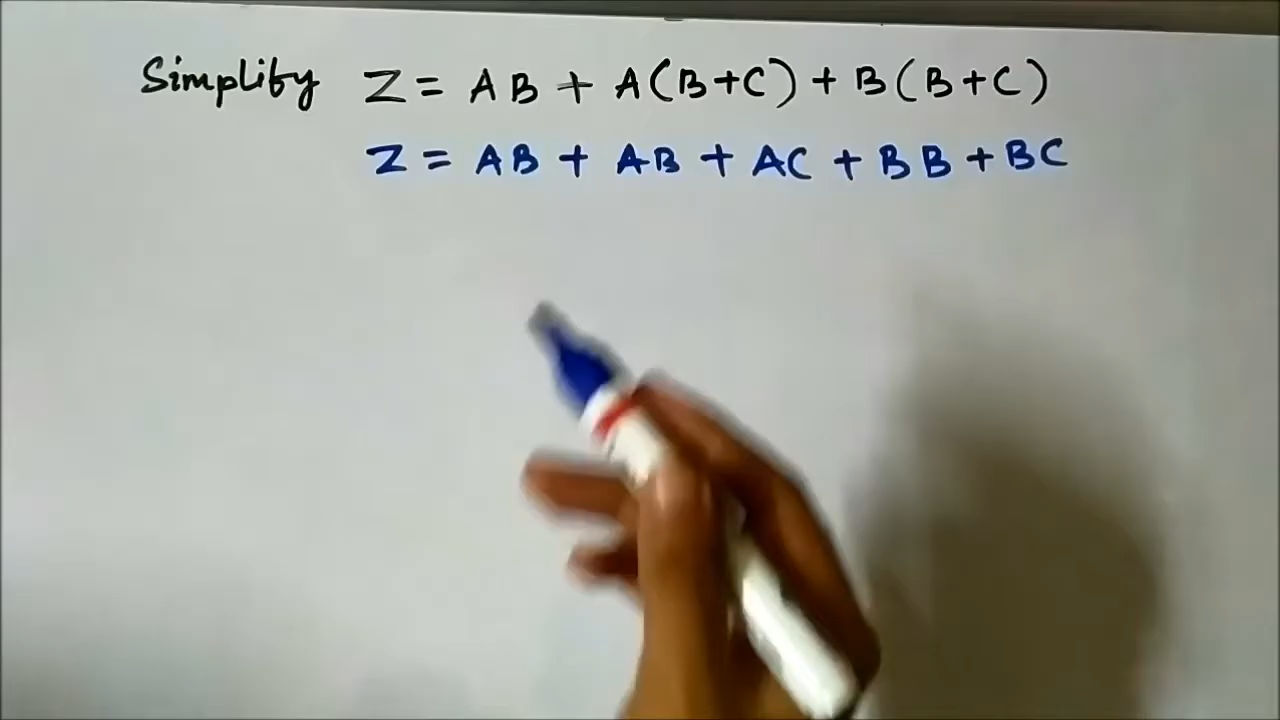 Simplify Z = AB + A(B+C) + B(B+C)
Z = AB + AB + AC + BB + BC